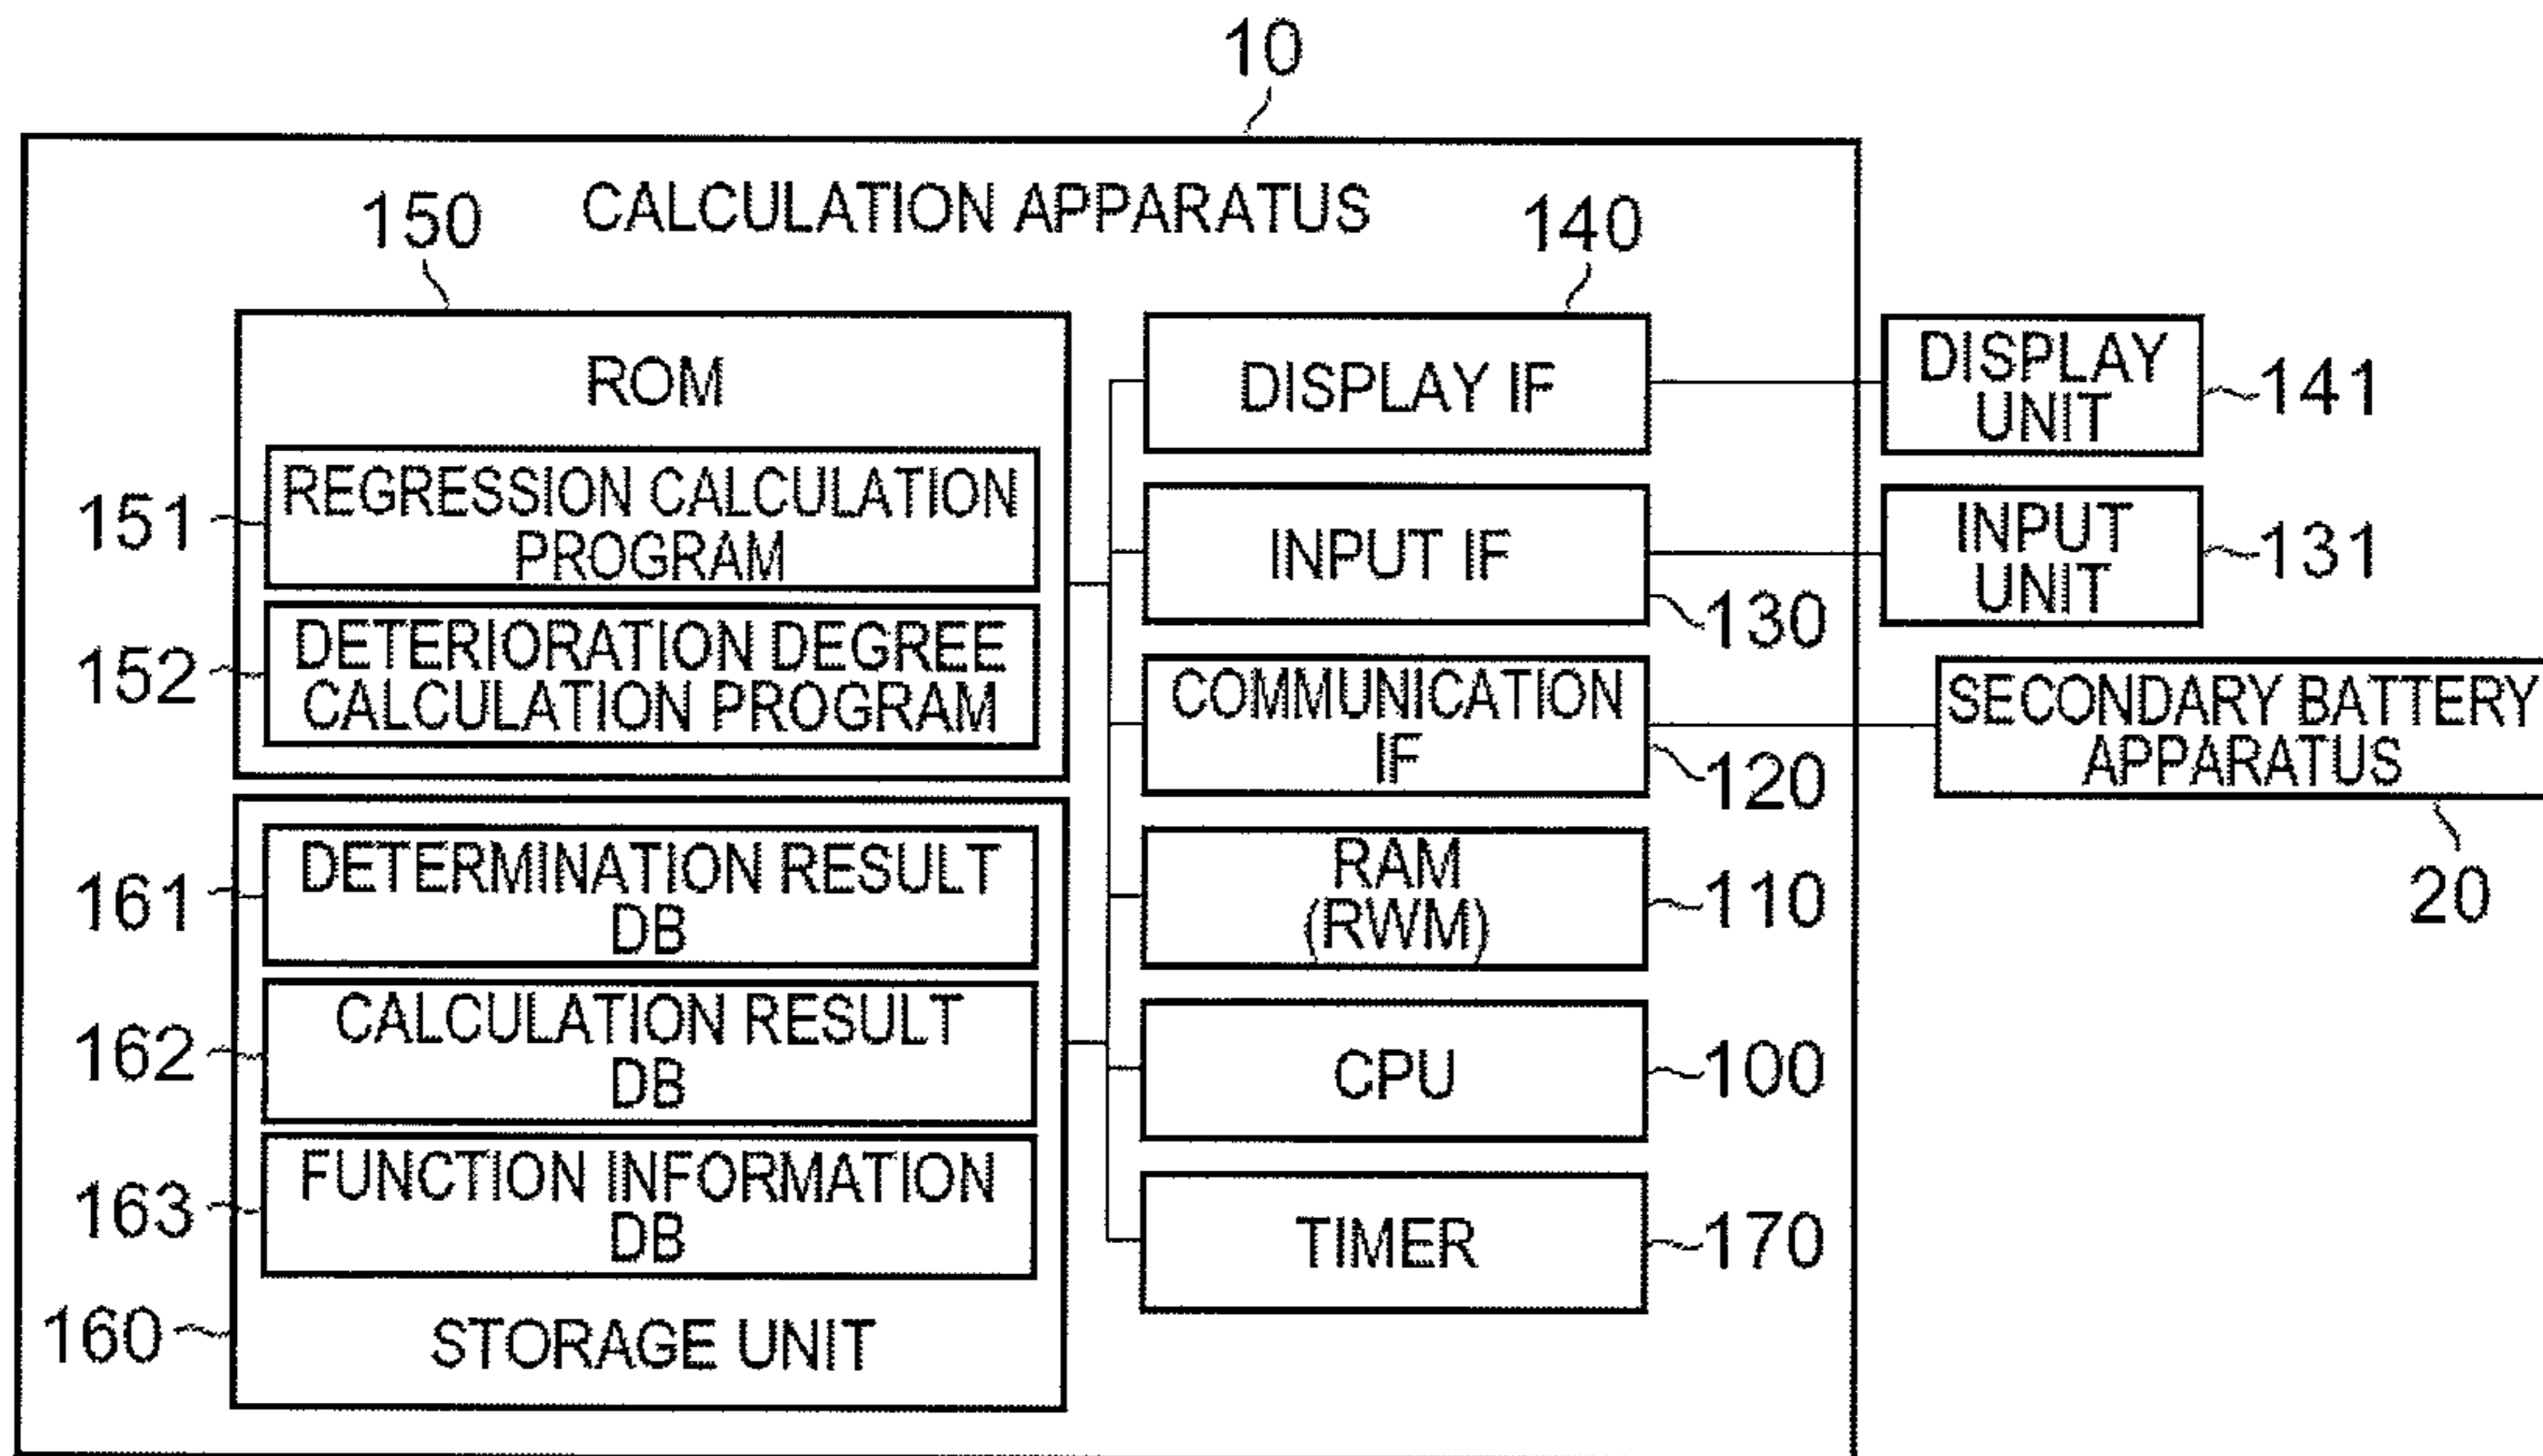 10
CALCULATION APPARATUS
150
140
ROM
REGRESSION CALCULATION
PROGRAM
151
DETERIORATION DEGREE
CALCULATION PROGRAM
152
DETERMINATION RESULT
DB
161
CALCULATION RESULT
DB
162
FUNCTION INFORMATION
DB
163
160
STORAGE UNIT
DISPLAY IF
INPUT IF
130
COMMUNICATION
IF
120
RAM
(RWM)
110
CPU
100
TIMER
170
DISPLAY
UNIT
141
INPUT
UNIT
131
SECONDARY BATTERY
APPARATUS
20